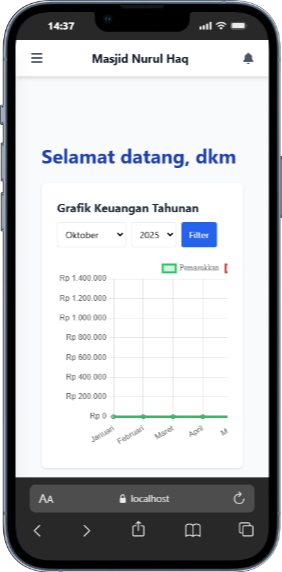 14:37
Masjid Nurul Haq
Selamat datang, dkm
Grafik Keuangan Tahunan
Oktober 2025 Filter
Pemasukkan
Rp 1.400.000
Rp 1.200.000
Rp 1.000.000
Rp 800.000
Rp 600.000
Rp 400.000
Rp 200.000
Rp 0
Januari Februari Maret April M
AA localhost